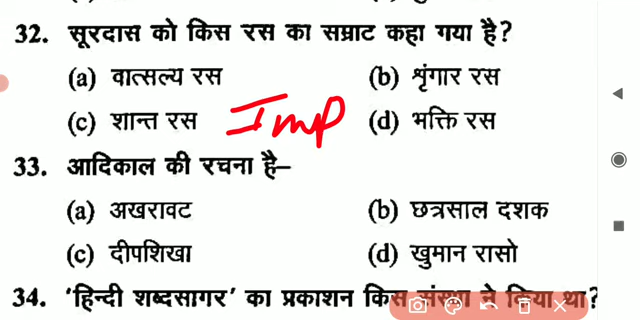 32. सूरदास को किस रस का सम्राट कहा गया है?
(a) वात्सल्य रस (b) शृंगार रस
(c) शान्त रस Imp (d) भक्ति रस
33. आदिकाल की रचना है–
(a) अखरावट (b) छत्रसाल दशक
(c) दीपशिखा (d) खुमान रासो
34. 'हिन्दी शब्दसागर' का प्रकाशन किस संस्था ने किया था?